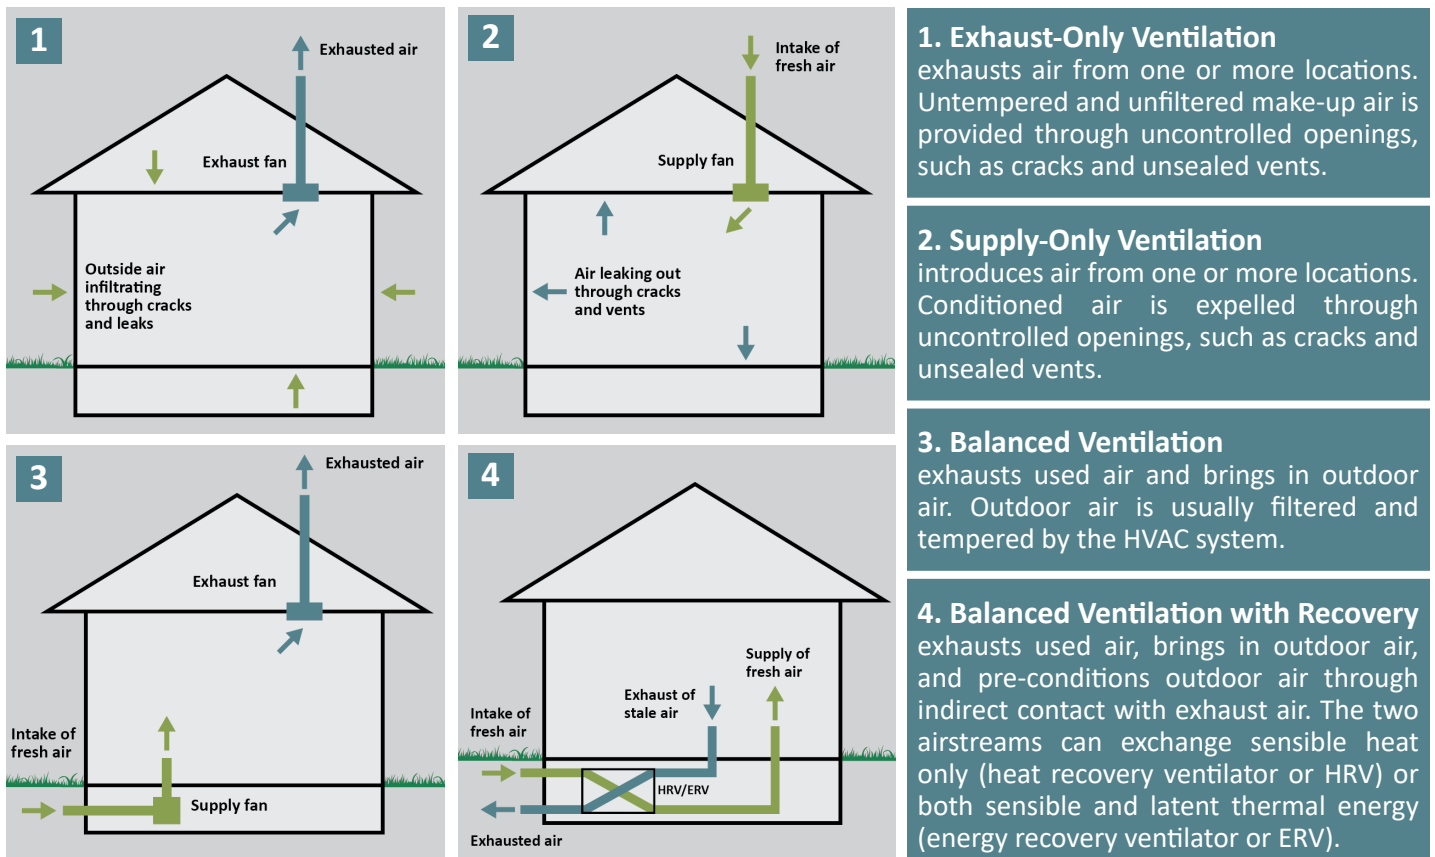 1
Exhausted air
Exhaust fan
Outside air
infiltrating
through cracks
and leaks
2
Intake of
fresh air
Supply fan
Air leaking out
through cracks
and vents
3
Exhausted air
Exhaust fan
Intake of
fresh air
Supply fan
4
Supply of
fresh air
Exhaust of
stale air
Intake of
fresh air
HRV/ERV
Exhausted air
1. Exhaust-Only Ventilation
exhausts air from one or more locations.
Untempered and unfiltered make-up air is
provided through uncontrolled openings,
such as cracks and unsealed vents.
2. Supply-Only Ventilation
introduces air from one or more locations.
Conditioned air is expelled through
uncontrolled openings, such as cracks and
unsealed vents.
3. Balanced Ventilation
exhausts used air and brings in outdoor
air. Outdoor air is usually filtered and
tempered by the HVAC system.
4. Balanced Ventilation with Recovery
exhausts used air, brings in outdoor air,
and pre-conditions outdoor air through
indirect contact with exhaust air. The two
airstreams can exchange sensible heat
only (heat recovery ventilator or HRV) or
both sensible and latent thermal energy
(energy recovery ventilator or ERV).